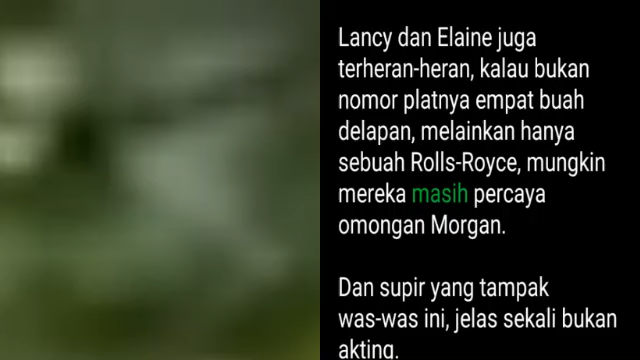 Lancy dan Elaine juga
terheran-heran, kalau bukan
nomor platnya empat buah
delapan, melainkan hanya
sebuah Rolls-Royce, mungkin
mereka masih percaya
omongan Morgan.
Dan supir yang tampak
was-was ini, jelas sekali bukan
akting.